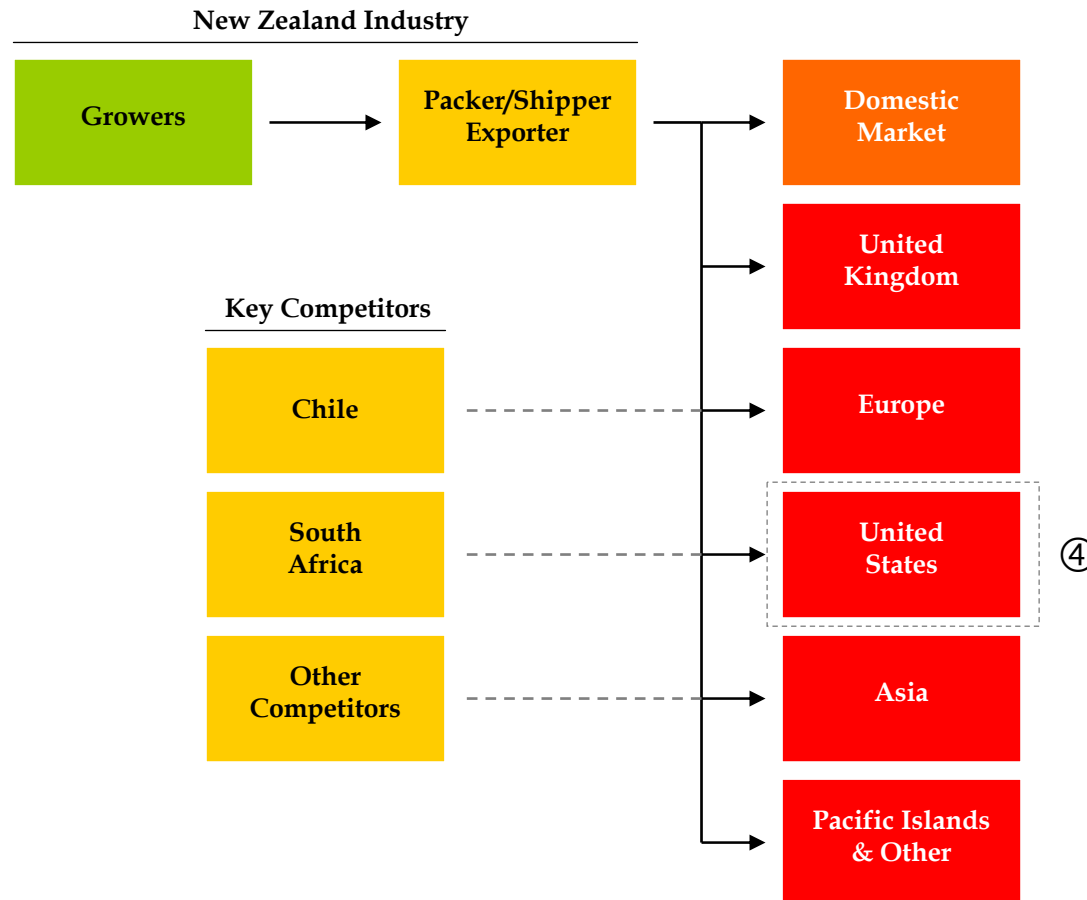 New Zealand Industry
Growers
Packer/Shipper
Exporter
Domestic
Market
United
Kingdom
Key Competitors
Chile
Europe
South
Africa
United
States
④
Other
Competitors
Asia
Pacific Islands
& Other